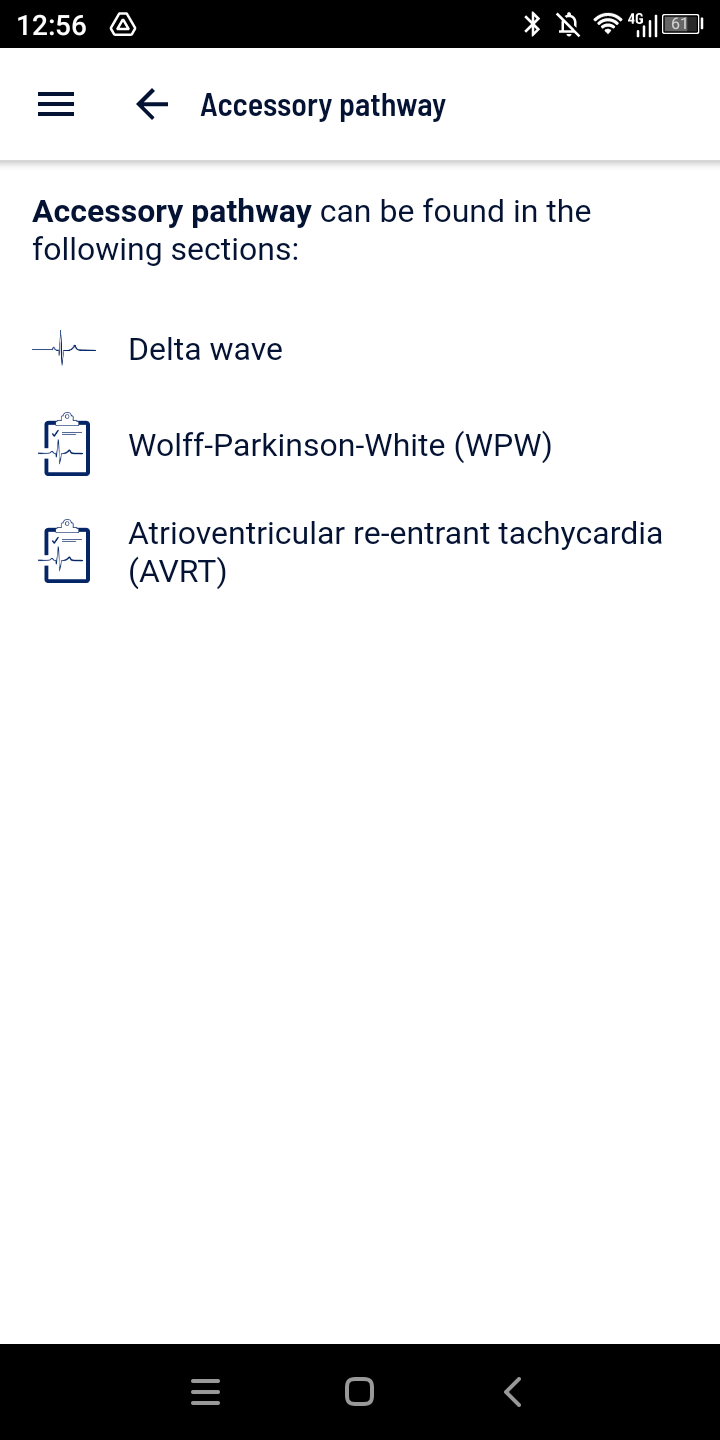 12:56
4G
61
Accessory pathway
Accessory pathway can be found in the
following sections:
Delta wave
Wolff-Parkinson-White (WPW)
Atrioventricular re-entrant tachycardia
(AVRT)